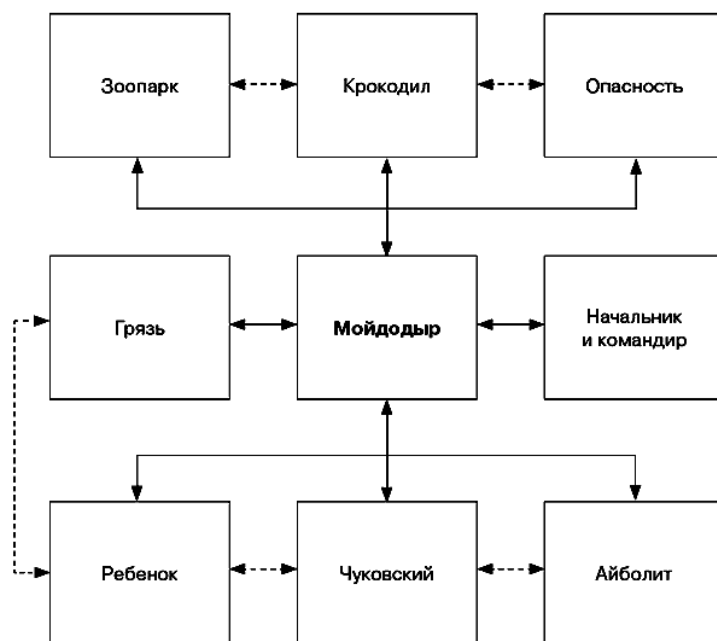 Зоопарк
Крокодил
Опасность
Грязь
Мойдодыр
Начальник
и командир
Ребенок
Чуковский
Айболит